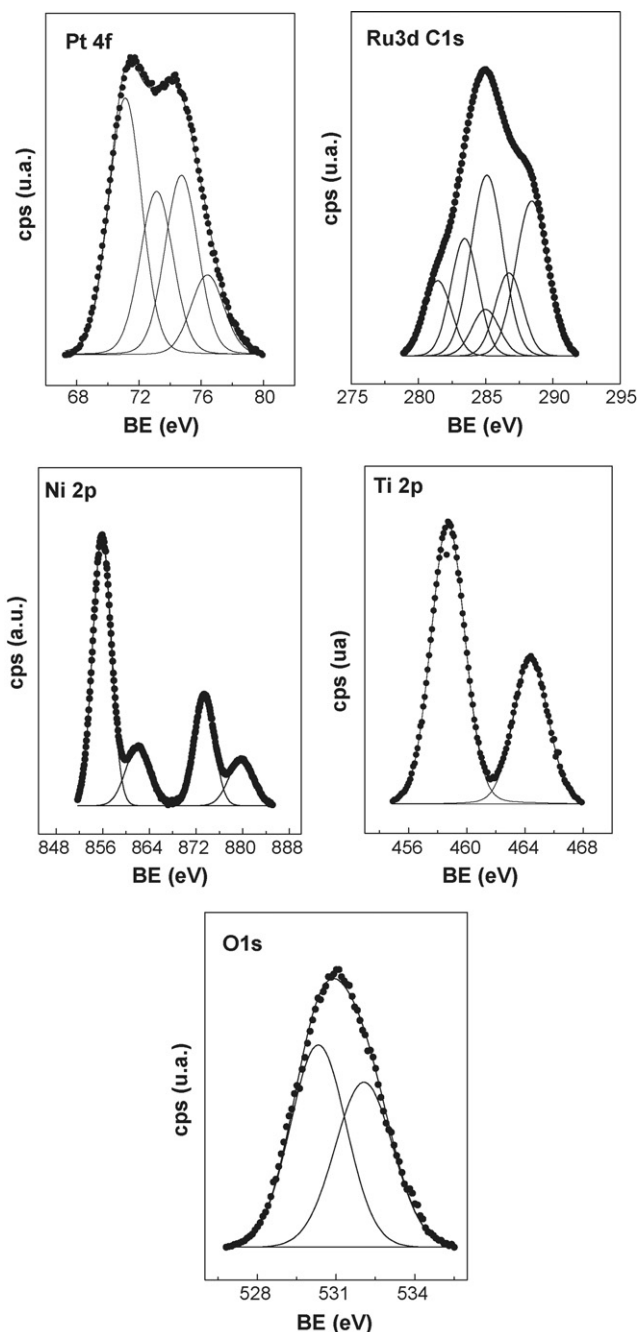 Pt 4f
cps (u.a.)
68 72 76 80
BE (eV)
Ru3d C1s
cps (u.a.)
275 280 285 290 295
BE (eV)
Ni 2p
cps (a.u.)
848 856 864 872 880 888
BE (eV)
Ti 2p
cps (ua)
456 460 464 468
BE (eV)
O1s
cps (u.a.)
528 531 534
BE (eV)